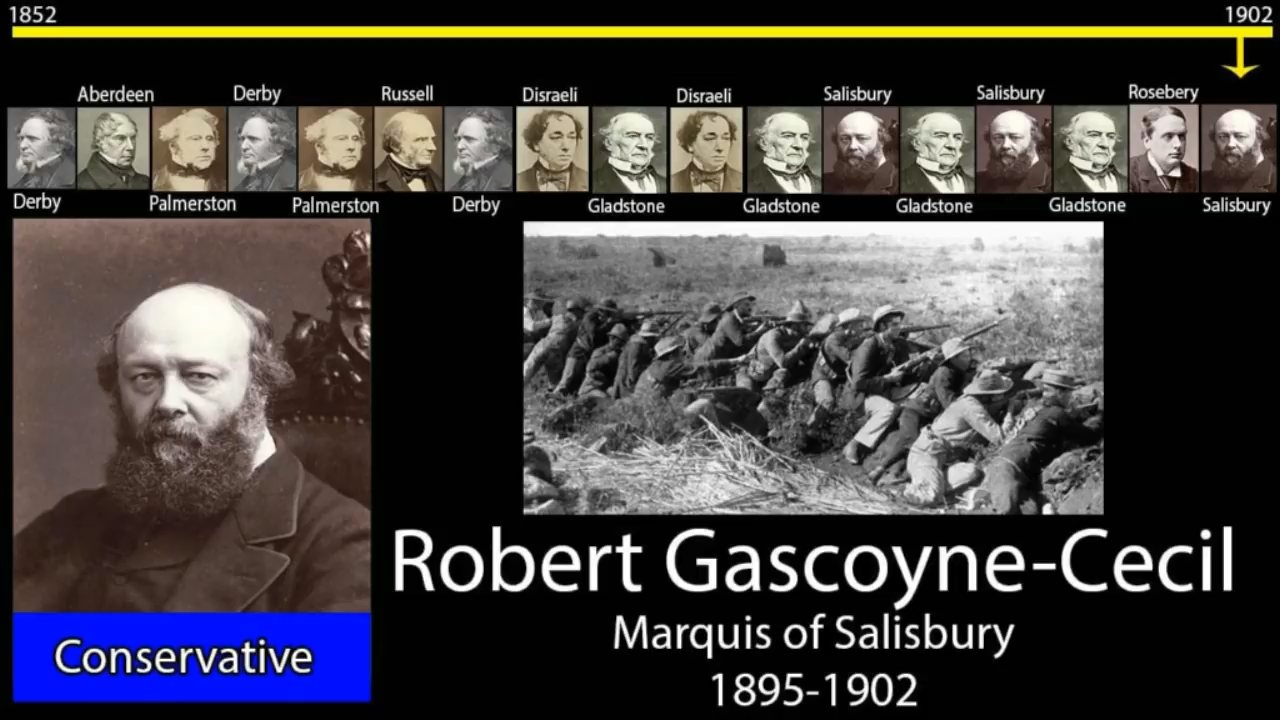 1852 1902
Aberdeen Derby Russell Disraeli Disraeli Salisbury Salisbury Rosebery
Derby Palmerston Palmerston Derby Gladstone Gladstone Gladstone Gladstone Salisbury
Robert Gascoyne-Cecil
Marquis of Salisbury
1895-1902
Conservative